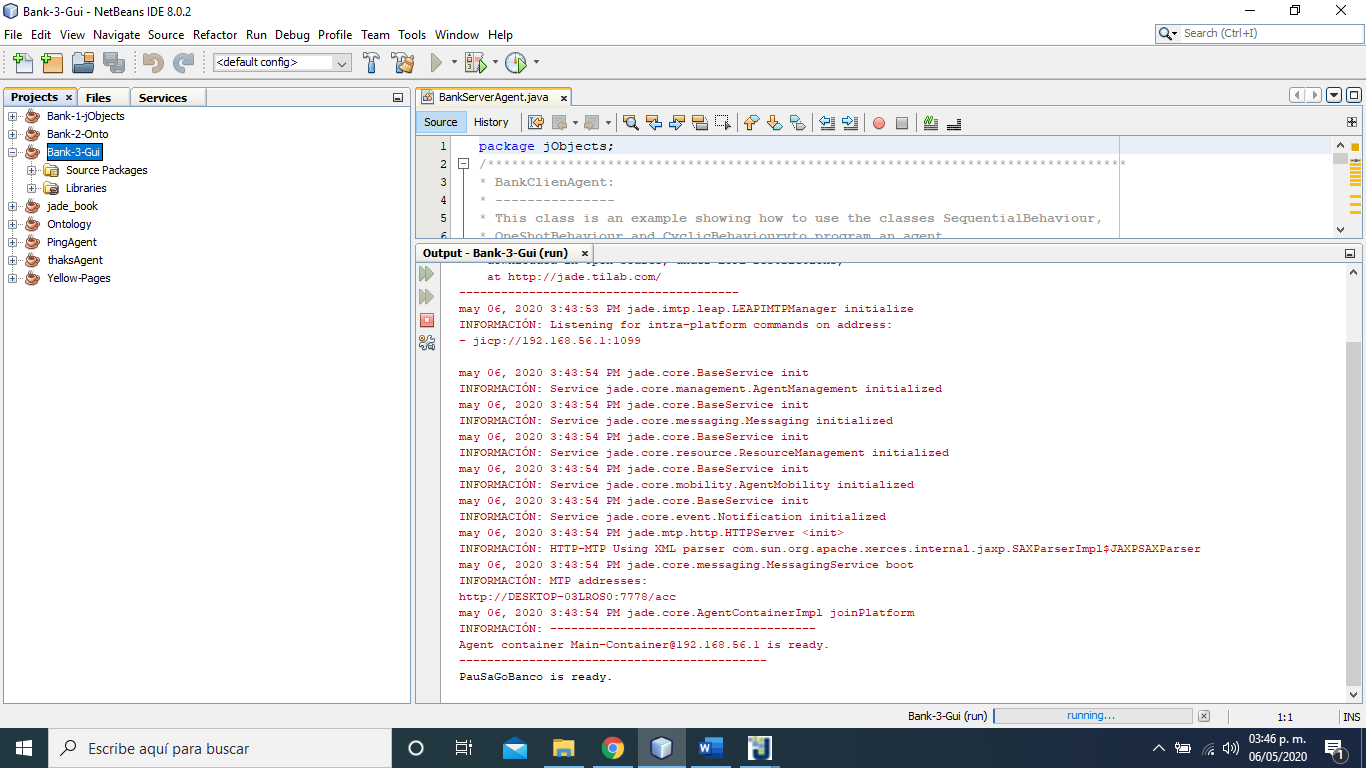 Bank-3-Gui - NetBeans IDE 8.0.2
File Edit View Navigate Source Refactor Run Debug Profile Team Tools Window Help
Search (Ctrl+I)
<default config>
Projects
Files
Services
Bank-1-jObjects
Bank-2-Onto
Bank-3-Gui
Source Packages
Libraries
jade_book
Ontology
PingAgent
thaksAgent
Yellow-Pages
BankServerAgent.java
Source
History
1 package jObjects;
2 /********************************************************************************
3 * BankClienAgent:
4 * ---------------
5 * This class is an example showing how to use the classes SequentialBehaviour,
6 * OneShotBehaviour and CyclicBehaviouryto program an agent.
Output - Bank-3-Gui (run)
downloaded in Open Source, under LGPL restrictions,
at http://jade.tilab.com/
----------------------------------------
may 06, 2020 3:43:53 PM jade.imtp.leap.LEAPIMTPManager initialize
INFORMACIÓN: Listening for intra-platform commands on address:
- jicp://192.168.56.1:1099
may 06, 2020 3:43:54 PM jade.core.BaseService init
INFORMACIÓN: Service jade.core.management.AgentManagement initialized
may 06, 2020 3:43:54 PM jade.core.BaseService init
INFORMACIÓN: Service jade.core.messaging.Messaging initialized
may 06, 2020 3:43:54 PM jade.core.BaseService init
INFORMACIÓN: Service jade.core.resource.ResourceManagement initialized
may 06, 2020 3:43:54 PM jade.core.BaseService init
INFORMACIÓN: Service jade.core.mobility.AgentMobility initialized
may 06, 2020 3:43:54 PM jade.core.BaseService init
INFORMACIÓN: Service jade.core.event.Notification initialized
may 06, 2020 3:43:54 PM jade.mtp.http.HTTPServer <init>
INFORMACIÓN: HTTP-MTP Using XML parser com.sun.org.apache.xerces.internal.jaxp.SAXParserImpl$JAXPSAXParser
may 06, 2020 3:43:54 PM jade.core.messaging.MessagingService boot
INFORMACIÓN: MTP addresses:
http://DESKTOP-03LROS0:7778/acc
may 06, 2020 3:43:54 PM jade.core.AgentContainerImpl joinPlatform
INFORMACIÓN: --------------------------------------
Agent container Main-Container@192.168.56.1 is ready.
--------------------------------------------
PauSaGoBanco is ready.
Bank-3-Gui (run)
running...
1:1
INS
Escribe aquí para buscar
03:46 p. m.
06/05/2020
1